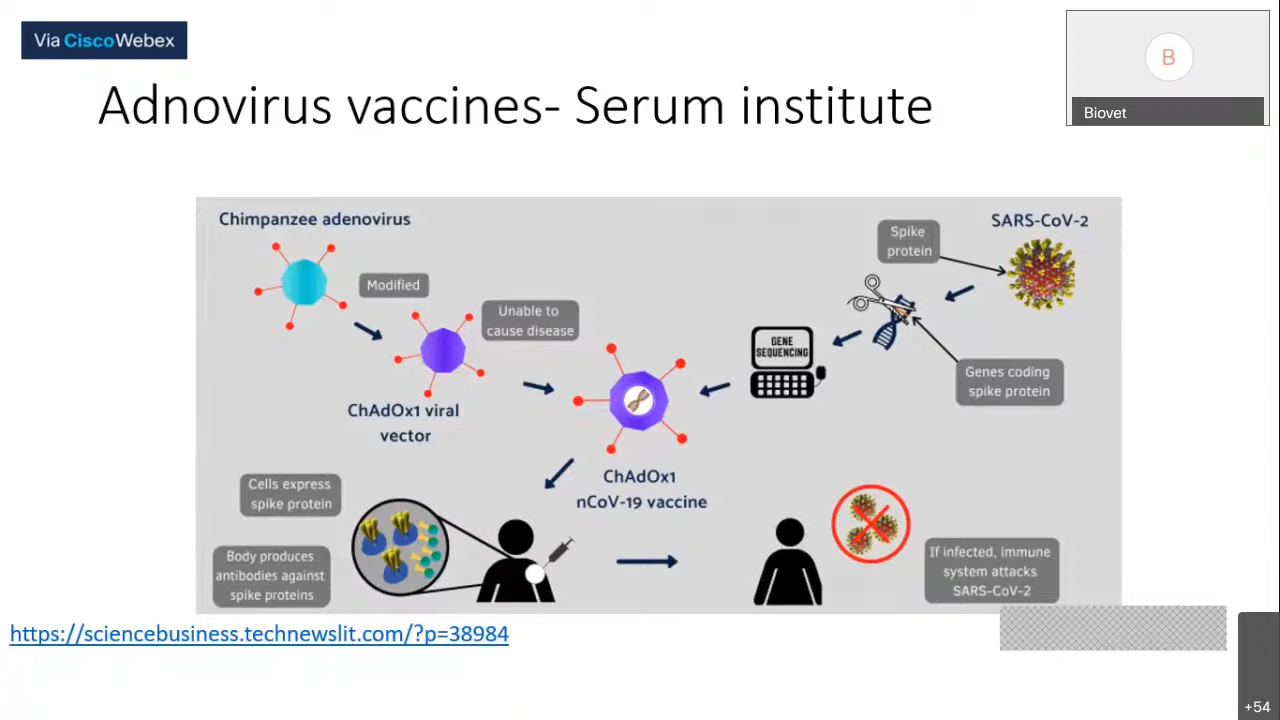 Via CiscoWebex
B
Biovet
Adnovirus vaccines- Serum institute
Chimpanzee adenovirus
SARS-CoV-2
Spike
protein
Modified
Unable to
cause disease
GENE
SEQUENCING
Genes coding
spike protein
ChAdOx1 viral
vector
ChAdOx1
nCoV-19 vaccine
Cells express
spike protein
Body produces
antibodies against
spike proteins
If infected, immune
system attacks
SARS-CoV-2
https://sciencebusiness.technewslit.com/?p=38984
+54